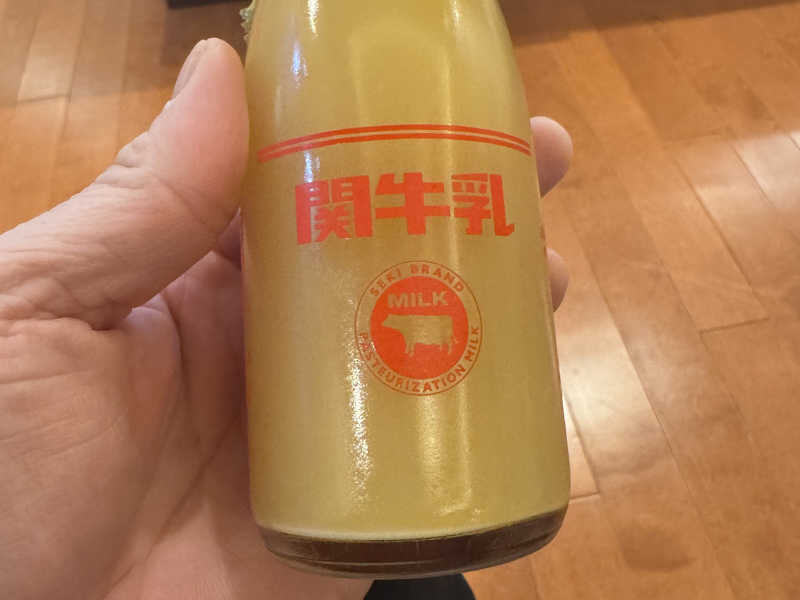 関牛乳
SEKI BRAND
MILK
PASTEURIZATION MILK